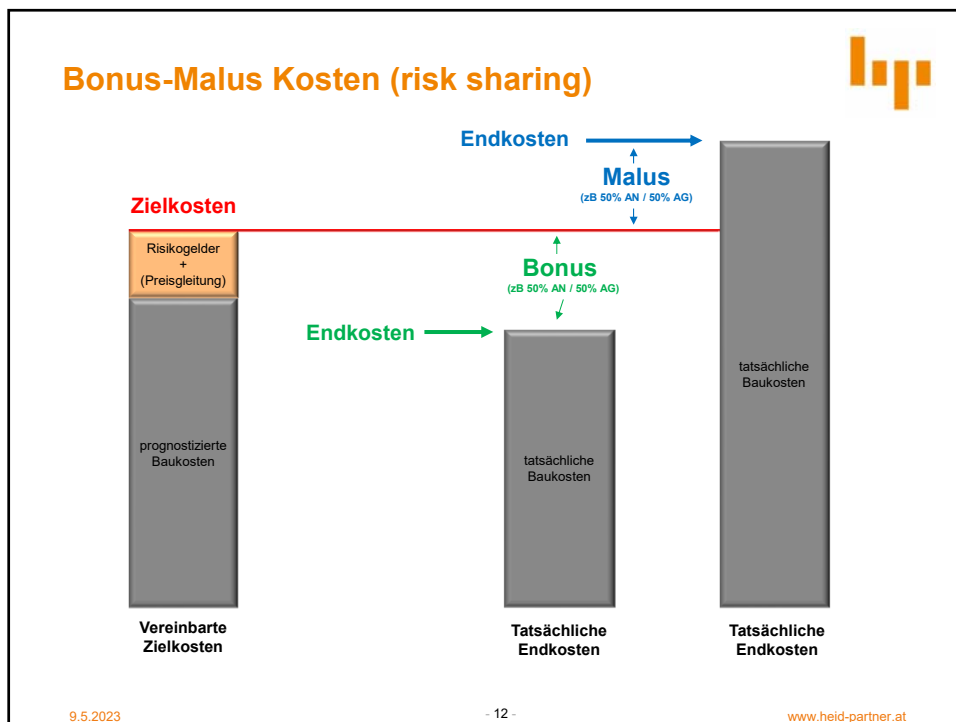 Bonus-Malus Kosten (risk sharing)
Endkosten
Malus
(zB 50% AN / 50% AG)
Zielkosten
Risikogelder
+
(Preisgleitung)
Bonus
(zB 50% AN / 50% AG)
Endkosten
prognostizierte
Baukosten
tatsächliche
Baukosten
tatsächliche
Baukosten
Vereinbarte
Zielkosten
Tatsächliche
Endkosten
Tatsächliche
Endkosten
9.5.2023
- 12 -
www.heid-partner.at